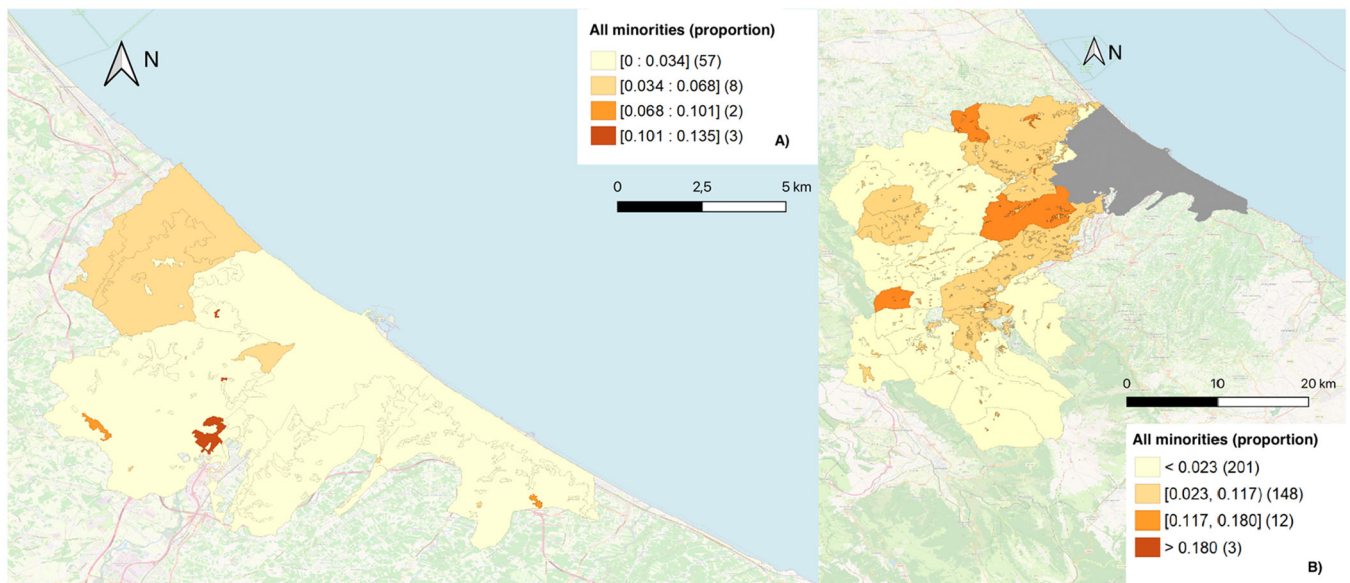 N
All minorities (proportion)
[0 : 0.034] (57)
[0.034 : 0.068] (8)
[0.068 : 0.101] (2)
[0.101 : 0.135] (3)
A)
0 2,5 5 km
N
0 10 20 km
All minorities (proportion)
< 0.023 (201)
[0.023, 0.117) (148)
[0.117, 0.180] (12)
> 0.180 (3)
B)